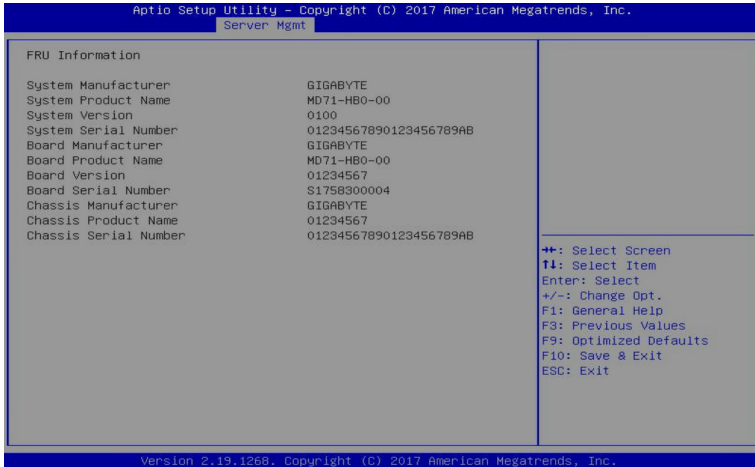 Aptio Setup Utility – Copyright (C) 2017 American Megatrends, Inc.
Server Mgmt
FRU Information
System Manufacturer GIGABYTE
System Product Name MD71-HB0-00
System Version 0100
System Serial Number 01234567890123456789AB
Board Manufacturer GIGABYTE
Board Product Name MD71-HB0-00
Board Version 01234567
Board Serial Number S1758300004
Chassis Manufacturer GIGABYTE
Chassis Product Name 01234567
Chassis Serial Number 01234567890123456789AB
→←: Select Screen
↑↓: Select Item
Enter: Select
+/-: Change Opt.
F1: General Help
F3: Previous Values
F9: Optimized Defaults
F10: Save & Exit
ESC: Exit
Version 2.19.1268. Copyright (C) 2017 American Megatrends, Inc.